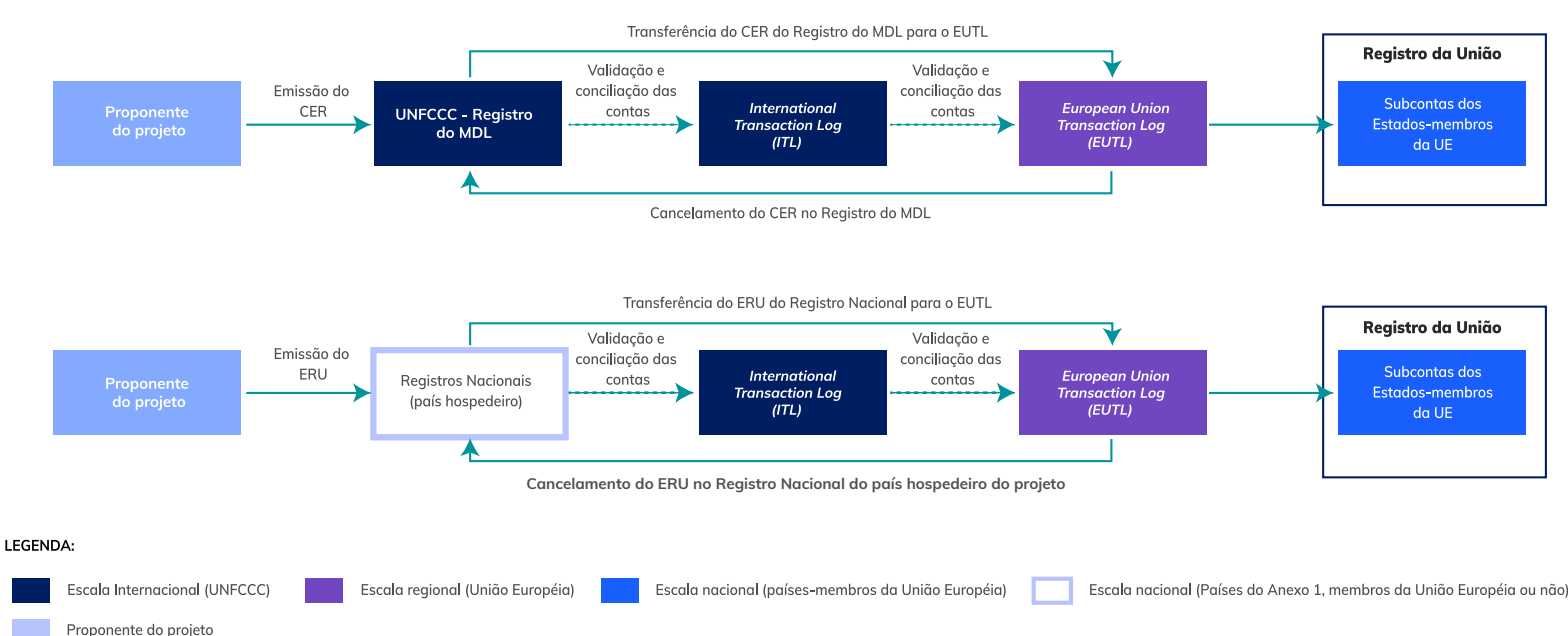 Transferência do CER do Registro do MDL para o EUTL
Proponente
do projeto
Emissão do
CER
UNFCCC - Registro
do MDL
Validação e
conciliação das
contas
International
Transaction Log
(ITL)
Validação e
conciliação das
contas
European Union
Transaction Log
(EUTL)
Registro da União
Subcontas dos
Estados-membros
da UE
Cancelamento do CER no Registro do MDL
Transferência do ERU do Registro Nacional para o EUTL
Proponente
do projeto
Emissão do
ERU
Registros Nacionais
(país hospedeiro)
Validação e
conciliação das
contas
International
Transaction Log
(ITL)
Validação e
conciliação das
contas
European Union
Transaction Log
(EUTL)
Registro da União
Subcontas dos
Estados-membros
da UE
Cancelamento do ERU no Registro Nacional do país hospedeiro do projeto
LEGENDA:
Escala Internacional (UNFCCC)
Escala regional (União Européia)
Escala nacional (países-membros da União Européia)
Escala nacional (Países do Anexo 1, membros da União Européia ou não)
Proponente do projeto